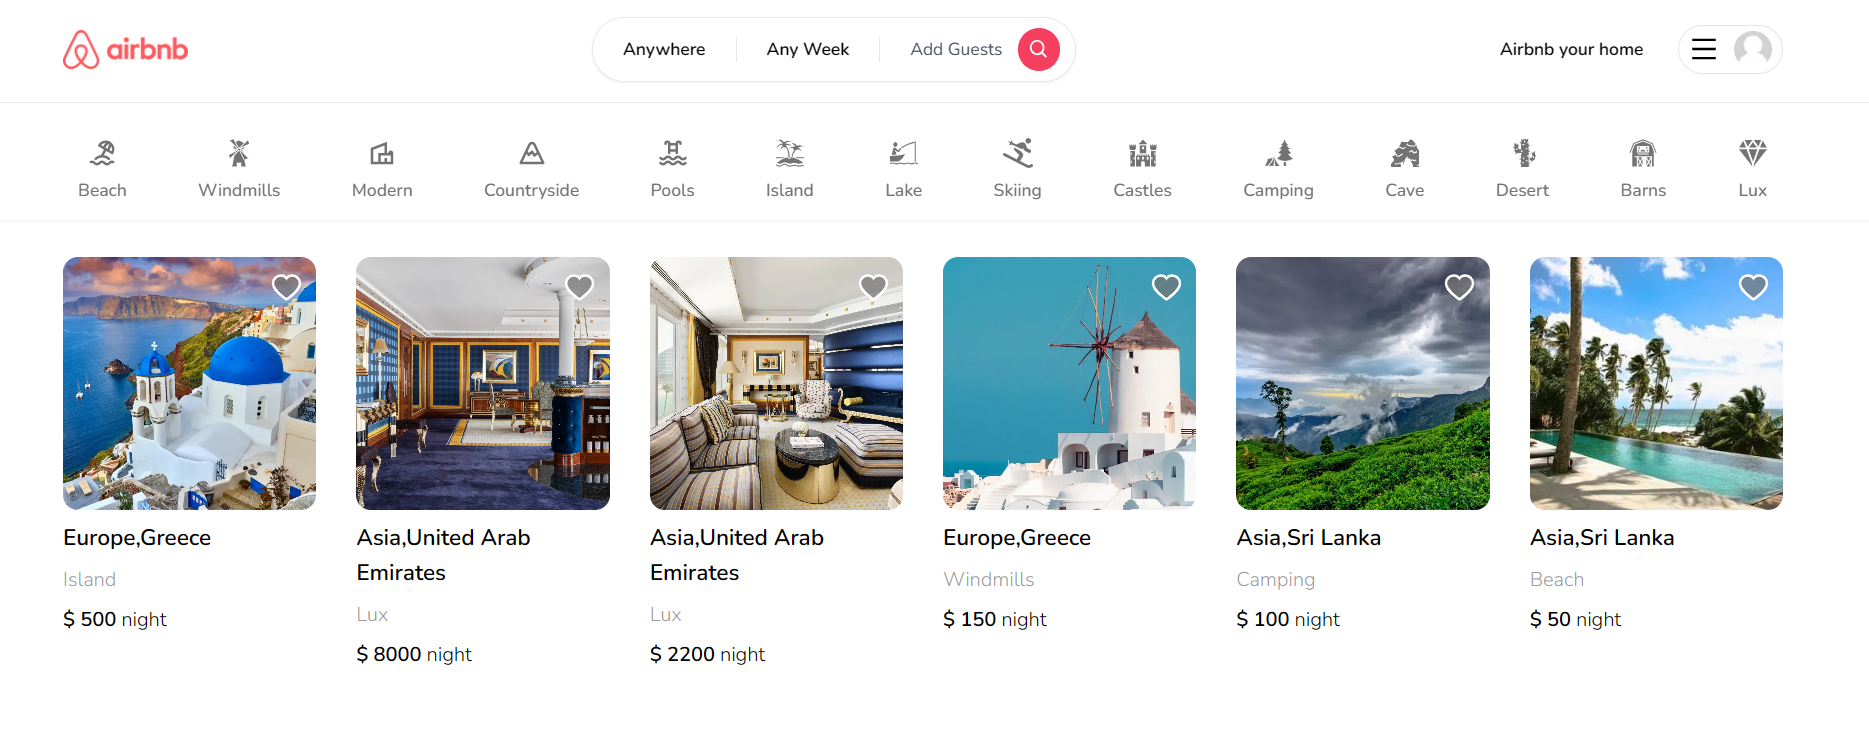 airbnb
Anywhere
Any Week
Add Guests
Airbnb your home
Beach
Windmills
Modern
Countryside
Pools
Island
Lake
Skiing
Castles
Camping
Cave
Desert
Barns
Lux
Europe,Greece
Island
$ 500 night
Asia,United Arab
Emirates
Lux
$ 8000 night
Asia,United Arab
Emirates
Lux
$ 2200 night
Europe,Greece
Windmills
$ 150 night
Asia,Sri Lanka
Camping
$ 100 night
Asia,Sri Lanka
Beach
$ 50 night